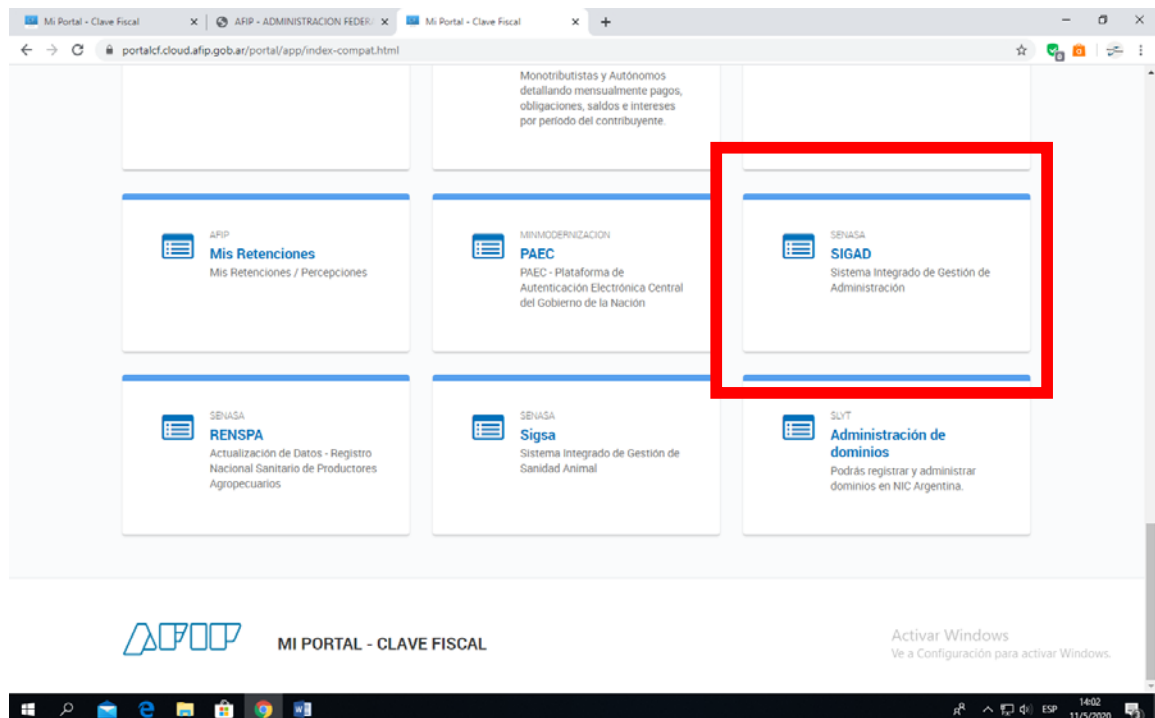 Mi Portal - Clave Fiscal
AFIP - ADMINISTRACION FEDER
Mi Portal - Clave Fiscal
portalcf.cloud.afip.gob.ar/portal/app/index-compat.html
Monotributistas y Autónomos
detallando mensualmente pagos,
obligaciones, saldos e intereses
por período del contribuyente.
AFIP
Mis Retenciones
Mis Retenciones / Percepciones
MINMODERNIZACION
PAEC
PAEC - Plataforma de
Autenticación Electrónica Central
del Gobierno de la Nación
SENASA
SIGAD
Sistema Integrado de Gestión de
Administración
SENASA
RENSPA
Actualización de Datos - Registro
Nacional Sanitario de Productores
Agropecuarios
SENASA
Sigsa
Sistema Integrado de Gestión de
Sanidad Animal
SLYT
Administración de
dominios
Podrás registrar y administrar
dominios en NIC Argentina.
AFIP
MI PORTAL - CLAVE FISCAL
Activar Windows
Ve a Configuración para activar Windows.
ESP
14:02
11/5/2020